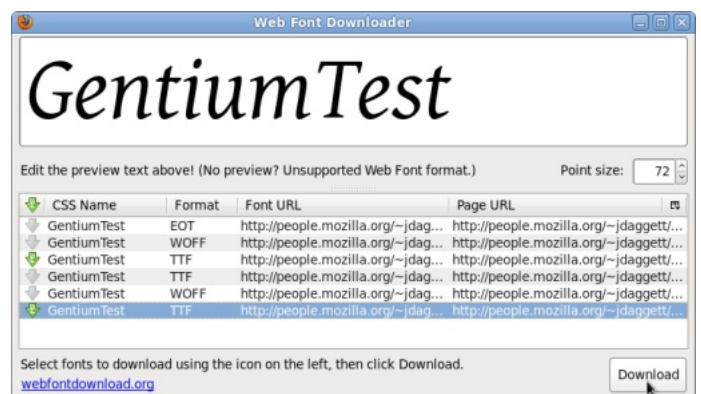 Web Font Downloader
GentiumTest
Edit the preview text above! (No preview? Unsupported Web Font format.) Point size: 72
CSS Name Format Font URL Page URL
GentiumTest EOT http://people.mozilla.org/~jdag... http://people.mozilla.org/~jdaggett/...
GentiumTest WOFF http://people.mozilla.org/~jdag... http://people.mozilla.org/~jdaggett/...
GentiumTest TTF http://people.mozilla.org/~jdag... http://people.mozilla.org/~jdaggett/...
GentiumTest TTF http://people.mozilla.org/~jdag... http://people.mozilla.org/~jdaggett/...
GentiumTest WOFF http://people.mozilla.org/~jdag... http://people.mozilla.org/~jdaggett/...
GentiumTest TTF http://people.mozilla.org/~jdag... http://people.mozilla.org/~jdaggett/...
Select fonts to download using the icon on the left, then click Download.
webfontdownload.org
Download